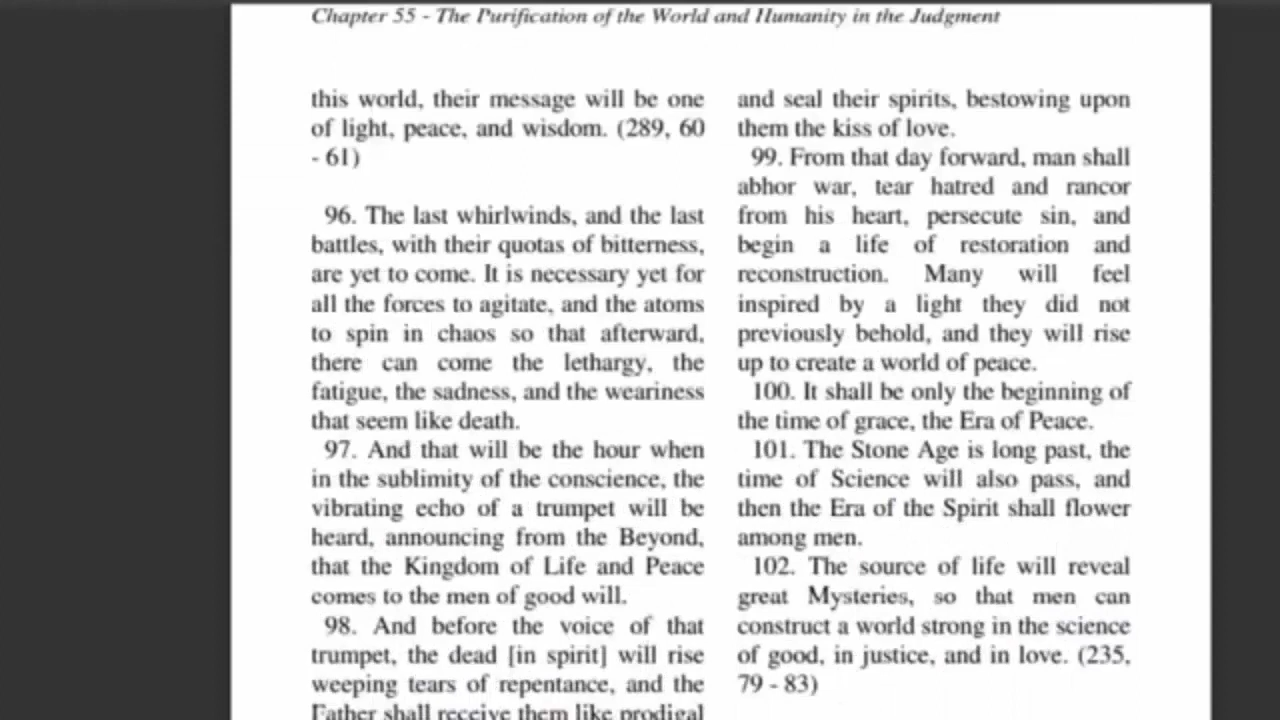 Chapter 55 - The Purification of the World and Humanity in the Judgment
this world, their message will be one
of light, peace, and wisdom. (289, 60
- 61)
96. The last whirlwinds, and the last
battles, with their quotas of bitterness,
are yet to come. It is necessary yet for
all the forces to agitate, and the atoms
to spin in chaos so that afterward,
there can come the lethargy, the
fatigue, the sadness, and the weariness
that seem like death.
97. And that will be the hour when
in the sublimity of the conscience, the
vibrating echo of a trumpet will be
heard, announcing from the Beyond,
that the Kingdom of Life and Peace
comes to the men of good will.
98. And before the voice of that
trumpet, the dead [in spirit] will rise
weeping tears of repentance, and the
Father shall receive them like prodigal
and seal their spirits, bestowing upon
them the kiss of love.
99. From that day forward, man shall
abhor war, tear hatred and rancor
from his heart, persecute sin, and
begin a life of restoration and
reconstruction. Many will feel
inspired by a light they did not
previously behold, and they will rise
up to create a world of peace.
100. It shall be only the beginning of
the time of grace, the Era of Peace.
101. The Stone Age is long past, the
time of Science will also pass, and
then the Era of the Spirit shall flower
among men.
102. The source of life will reveal
great Mysteries, so that men can
construct a world strong in the science
of good, in justice, and in love. (235,
79 - 83)